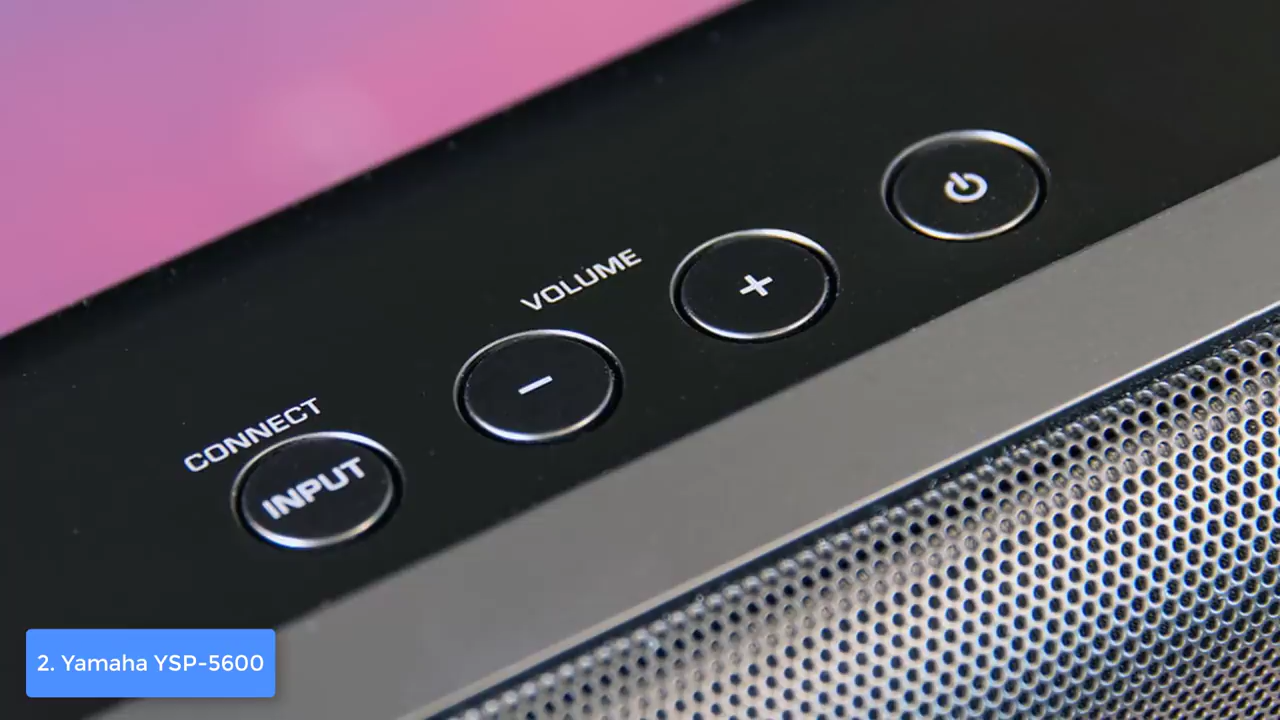 CONNECT
INPUT
VOLUME
−
+
2. Yamaha YSP-5600